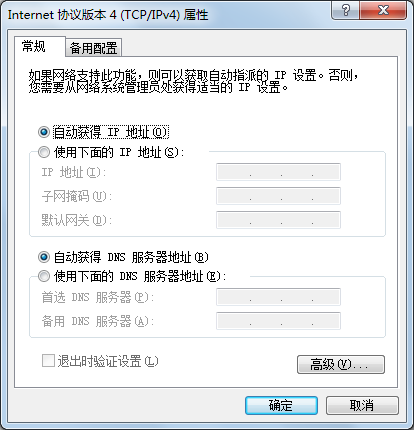 Internet 协议版本 4 (TCP/IPv4) 属性
常规
备用配置
如果网络支持此功能，则可以获取自动指派的 IP 设置。否则，
您需要从网络系统管理员处获得适当的 IP 设置。
自动获得 IP 地址(O)
使用下面的 IP 地址(S):
IP 地址(I):
子网掩码(U):
默认网关(D):
自动获得 DNS 服务器地址(B)
使用下面的 DNS 服务器地址(E):
首选 DNS 服务器(P):
备用 DNS 服务器(A):
退出时验证设置(L)
高级(V)...
确定
取消